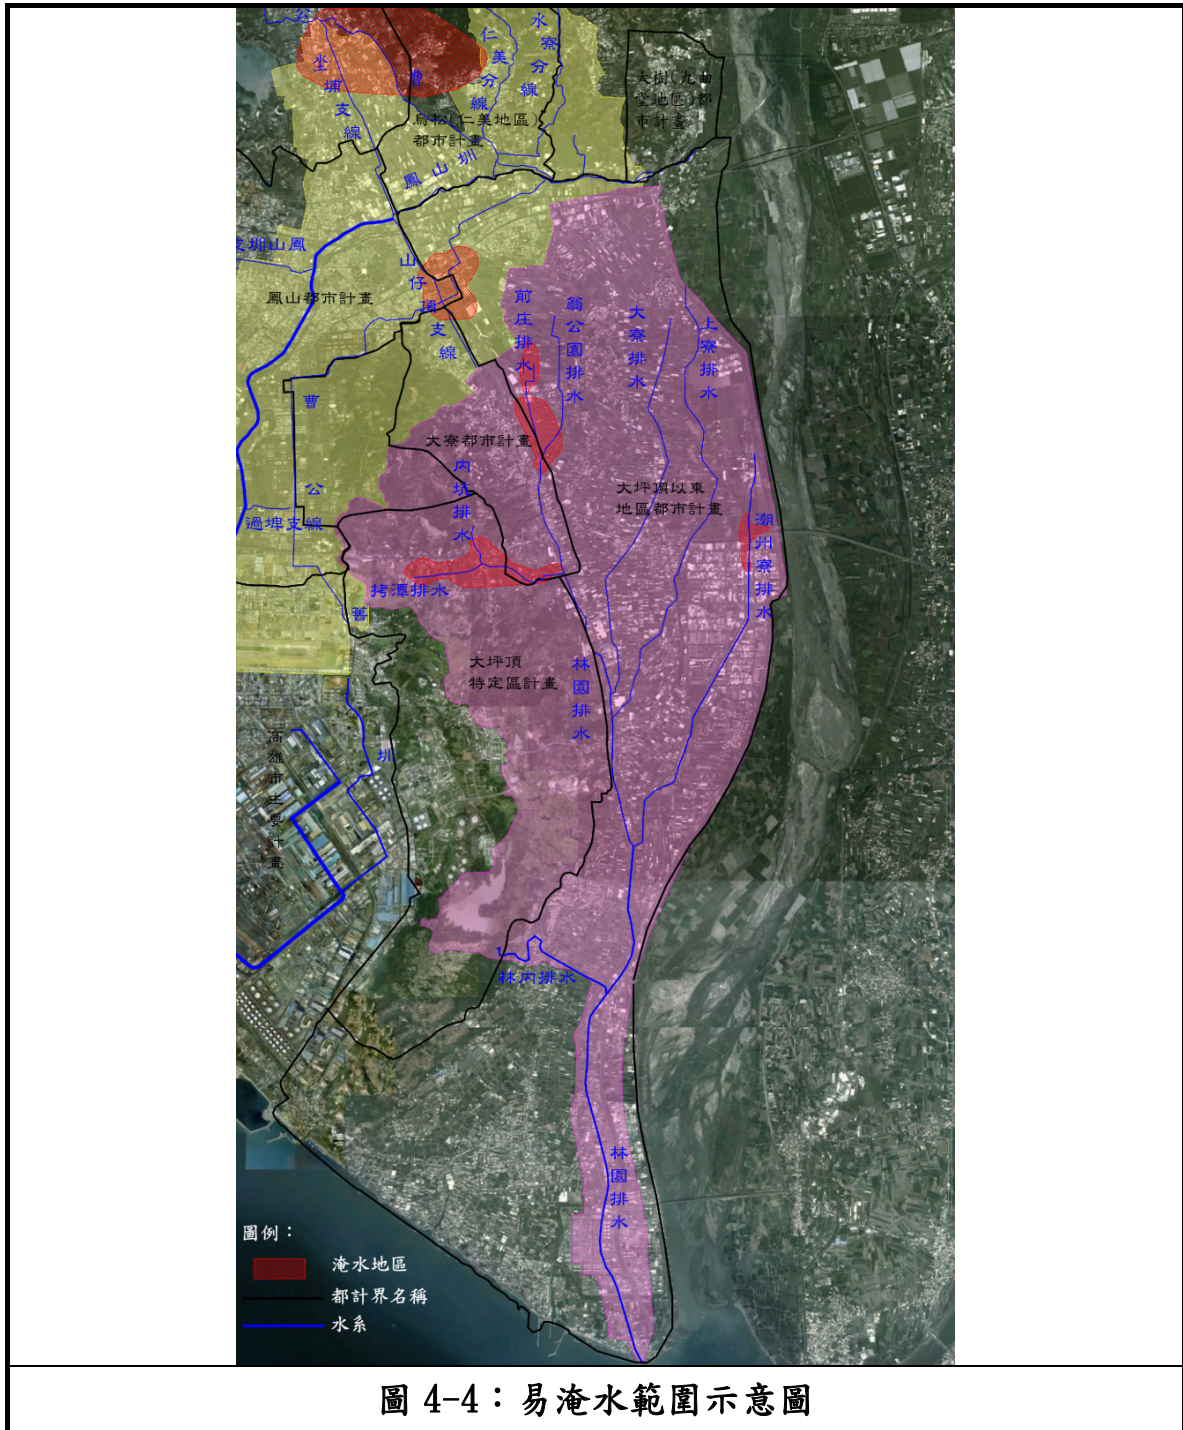 公
坐埔支線
曹
仁美分線
水寮分線
大樹(九曲
堂地區)都
市計畫
鳥松(仁美地區)
都市計畫
鳳山圳
支圳山鳳
鳳山都市計畫
山仔頂支線
前庄排水
翁公園排水
大寮排水
上寮排水
曹
公
大寮都市計畫
內坑排水
大坪頂以東
地區都市計畫
潮州寮排水
過埤支線
拷潭排水
舊
大坪頂
特定區計畫
林園排水
圳
高雄市主要計畫
林內排水
林園排水
圖例：
淹水地區
都計界名稱
水系
圖 4-4：易淹水範圍示意圖